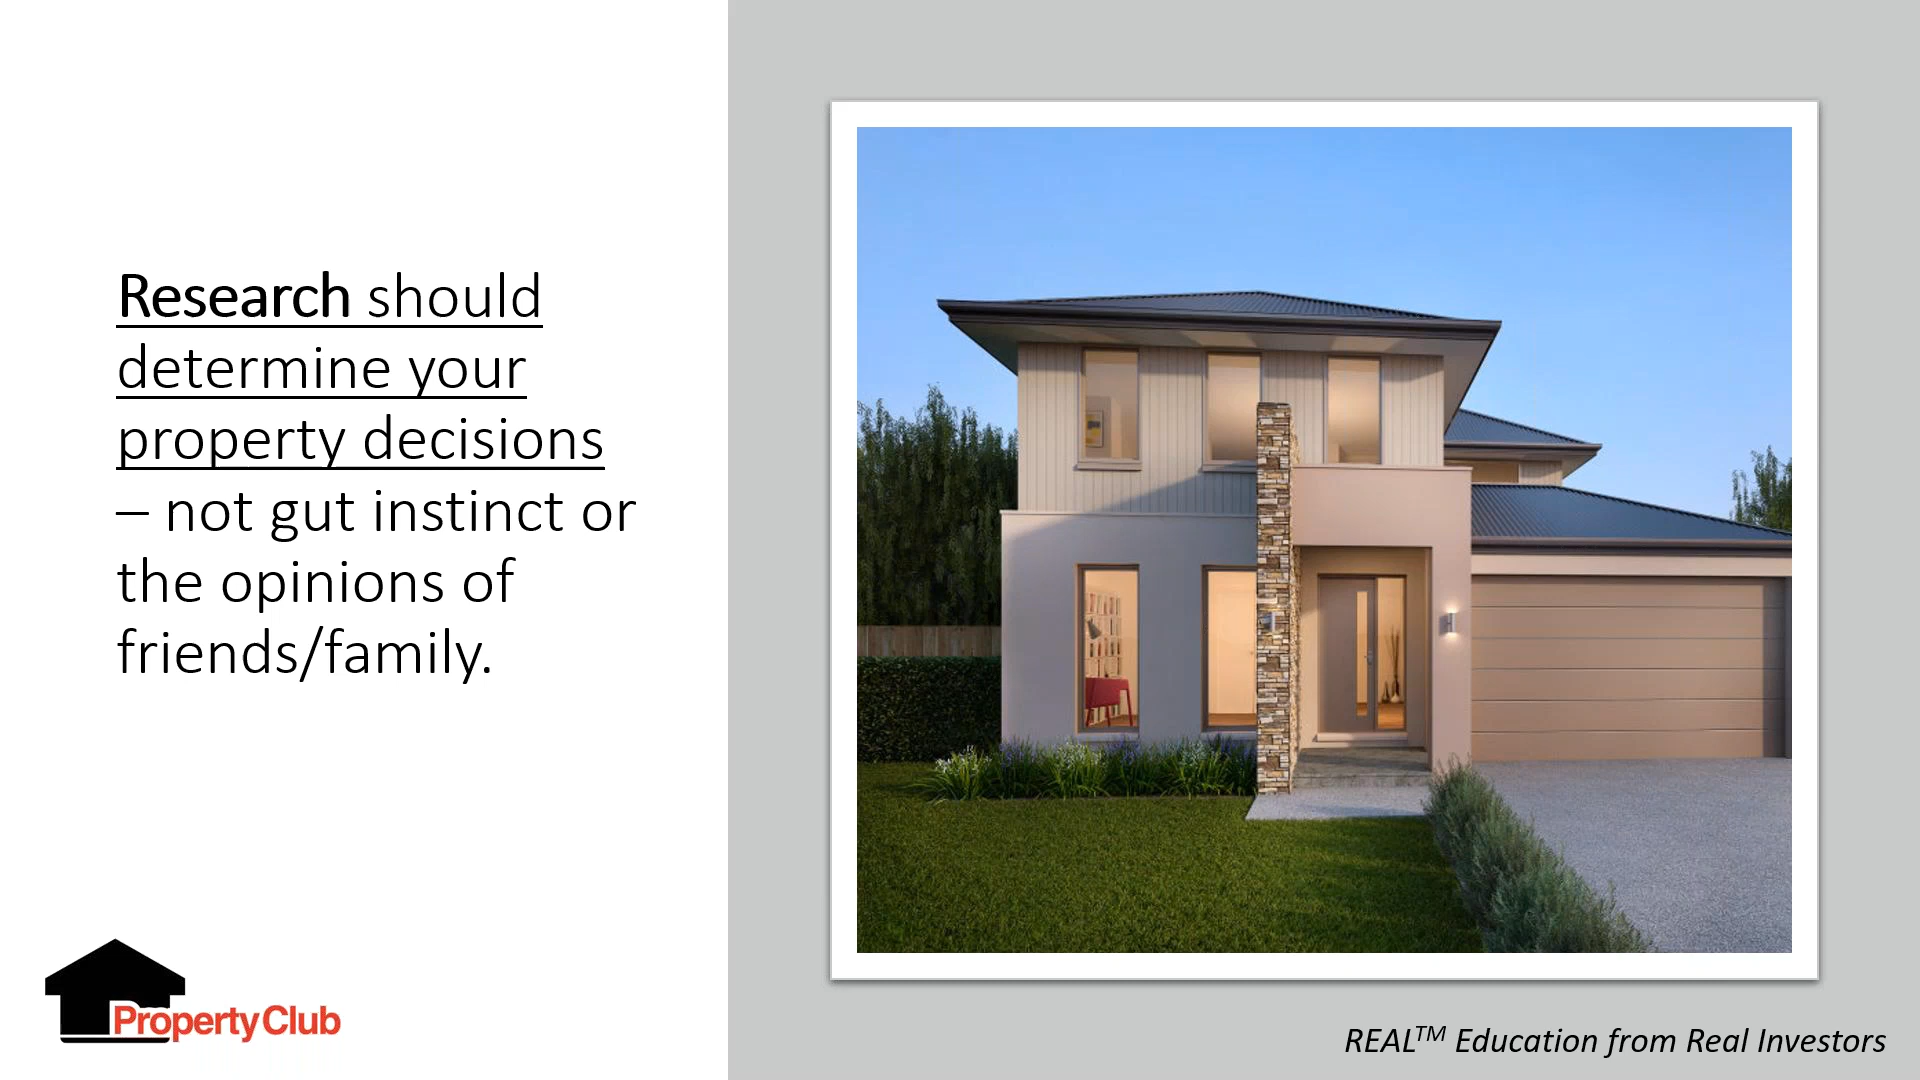 Research should
determine your
property decisions
– not gut instinct or
the opinions of
friends/family.
PropertyClub
REAL™ Education from Real Investors